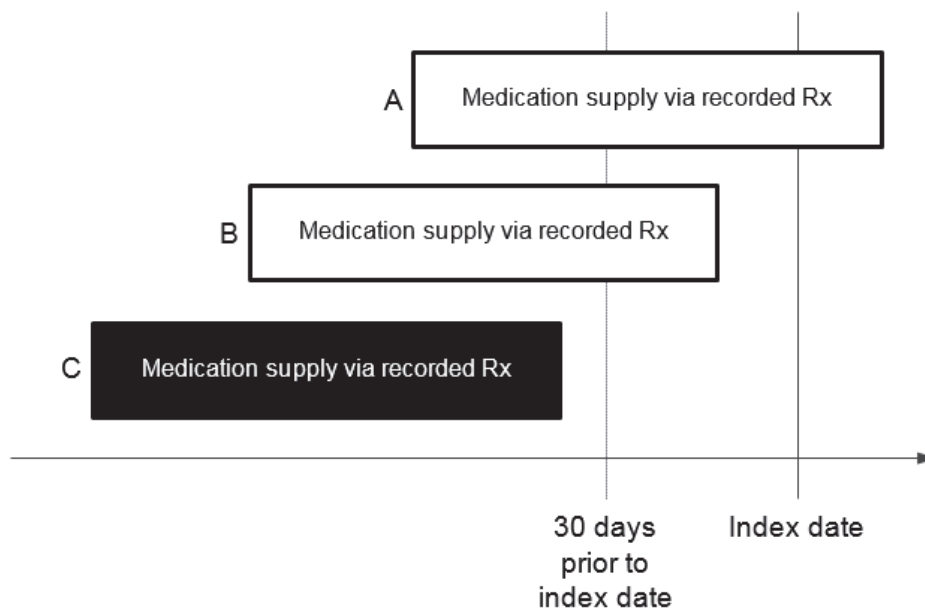 A
Medication supply via recorded Rx
B
Medication supply via recorded Rx
C
Medication supply via recorded Rx
30 days
prior to
index date
Index date